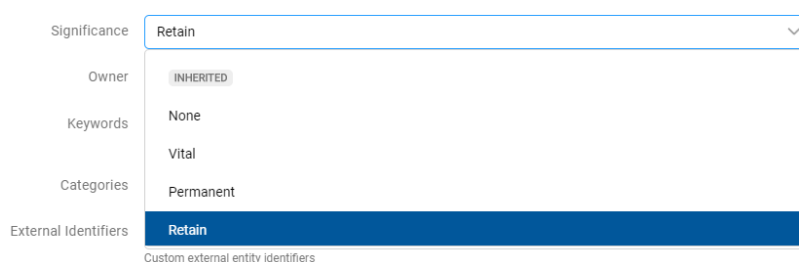 Significance Retain
Owner INHERITED
Keywords None
Vital
Categories Permanent
External Identifiers Retain
Custom external entity identifiers